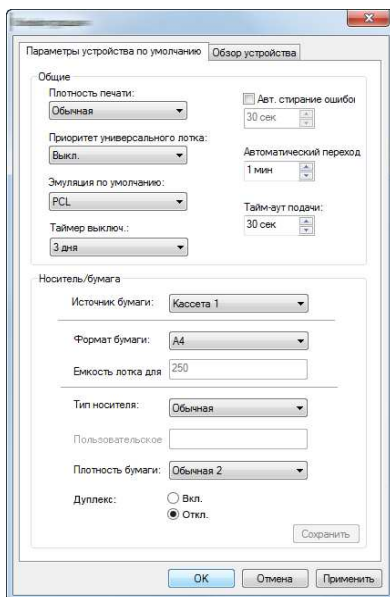 Параметры устройства по умолчанию
Обзор устройства
Общие
Плотность печати:
Обычная
Авт. стирание ошибо
30 сек
Приоритет универсального лотка:
Выкл.
Автоматический переход
1 мин
Эмуляция по умолчанию:
PCL
Тайм-аут подачи:
30 сек
Таймер выключ.:
3 дня
Носитель/бумага
Источник бумаги:
Кассета 1
Формат бумаги:
A4
Емкость лотка для
250
Тип носителя:
Обычная
Пользовательское
Плотность бумаги:
Обычная 2
Дуплекс:
Вкл.
Откл.
Сохранить
OK
Отмена
Применить